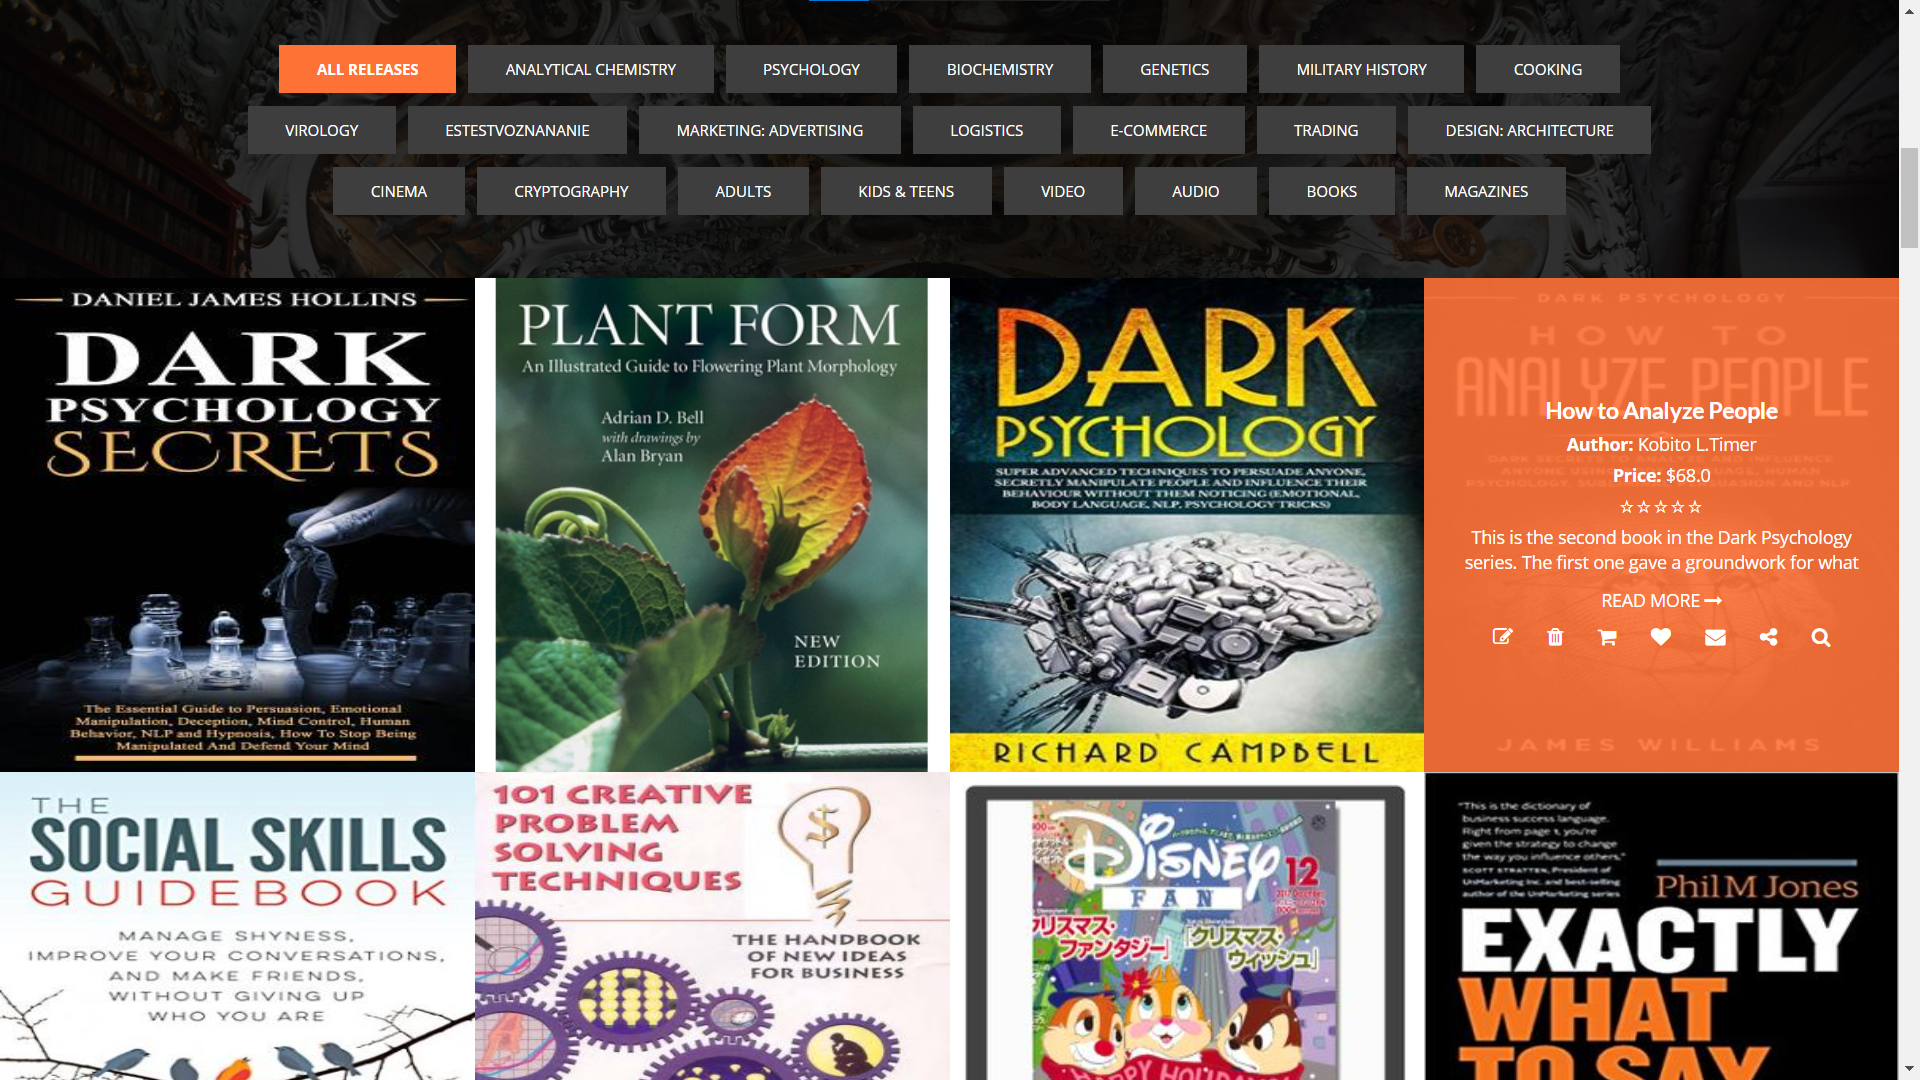 ALL RELEASES
ANALYTICAL CHEMISTRY
PSYCHOLOGY
BIOCHEMISTRY
GENETICS
MILITARY HISTORY
COOKING
VIROLOGY
ESTESTVOZNANANIE
MARKETING: ADVERTISING
LOGISTICS
E-COMMERCE
TRADING
DESIGN: ARCHITECTURE
CINEMA
CRYPTOGRAPHY
ADULTS
KIDS & TEENS
VIDEO
AUDIO
BOOKS
MAGAZINES
DANIEL JAMES HOLLINS
DARK
PSYCHOLOGY
SECRETS
The Essential Guide to Persuasion, Emotional
Manipulation, Deception, Mind Control, Human
Behavior, NLP and Hypnosis, How To Stop Being
Manipulated And Defend Your Mind
PLANT FORM
An Illustrated Guide to Flowering Plant Morphology
Adrian D. Bell
with drawings by
Alan Bryan
NEW
EDITION
DARK
PSYCHOLOGY
SUPER ADVANCED TECHNIQUES TO PERSUADE ANYONE,
SECRETLY MANIPULATE PEOPLE AND INFLUENCE THEIR
BEHAVIOUR WITHOUT THEM NOTICING (EMOTIONAL,
BODY LANGUAGE, NLP, PSYCHOLOGY TRICKS)
RICHARD CAMPBELL
DARK PSYCHOLOGY
HOW TO
ANALYZE PEOPLE
How to Analyze People
Author: Kobito L.Timer
Price: $68.0
This is the second book in the Dark Psychology
series. The first one gave a groundwork for what
READ MORE
JAMES WILLIAMS
THE
SOCIAL SKILLS
GUIDEBOOK
MANAGE SHYNESS,
IMPROVE YOUR CONVERSATIONS,
AND MAKE FRIENDS,
WITHOUT GIVING UP
WHO YOU ARE
101 CREATIVE
PROBLEM
SOLVING
TECHNIQUES
THE HANDBOOK
OF NEW IDEAS
FOR BUSINESS
DISNEY
FAN
12
クリスマス・
ファンタジー」
「クリスマス・
ウィッシュ」
HAPPY HOLIDAYS
"This is the dictionary of
business success language.
Right from page 1, you're
given the strategy to change
the way you influence others."
SCOTT STRATTEN, President of
UnMarketing Inc. and best-selling
author of the UnMarketing series
Phil M Jones
EXACTLY
WHAT
TO SAY